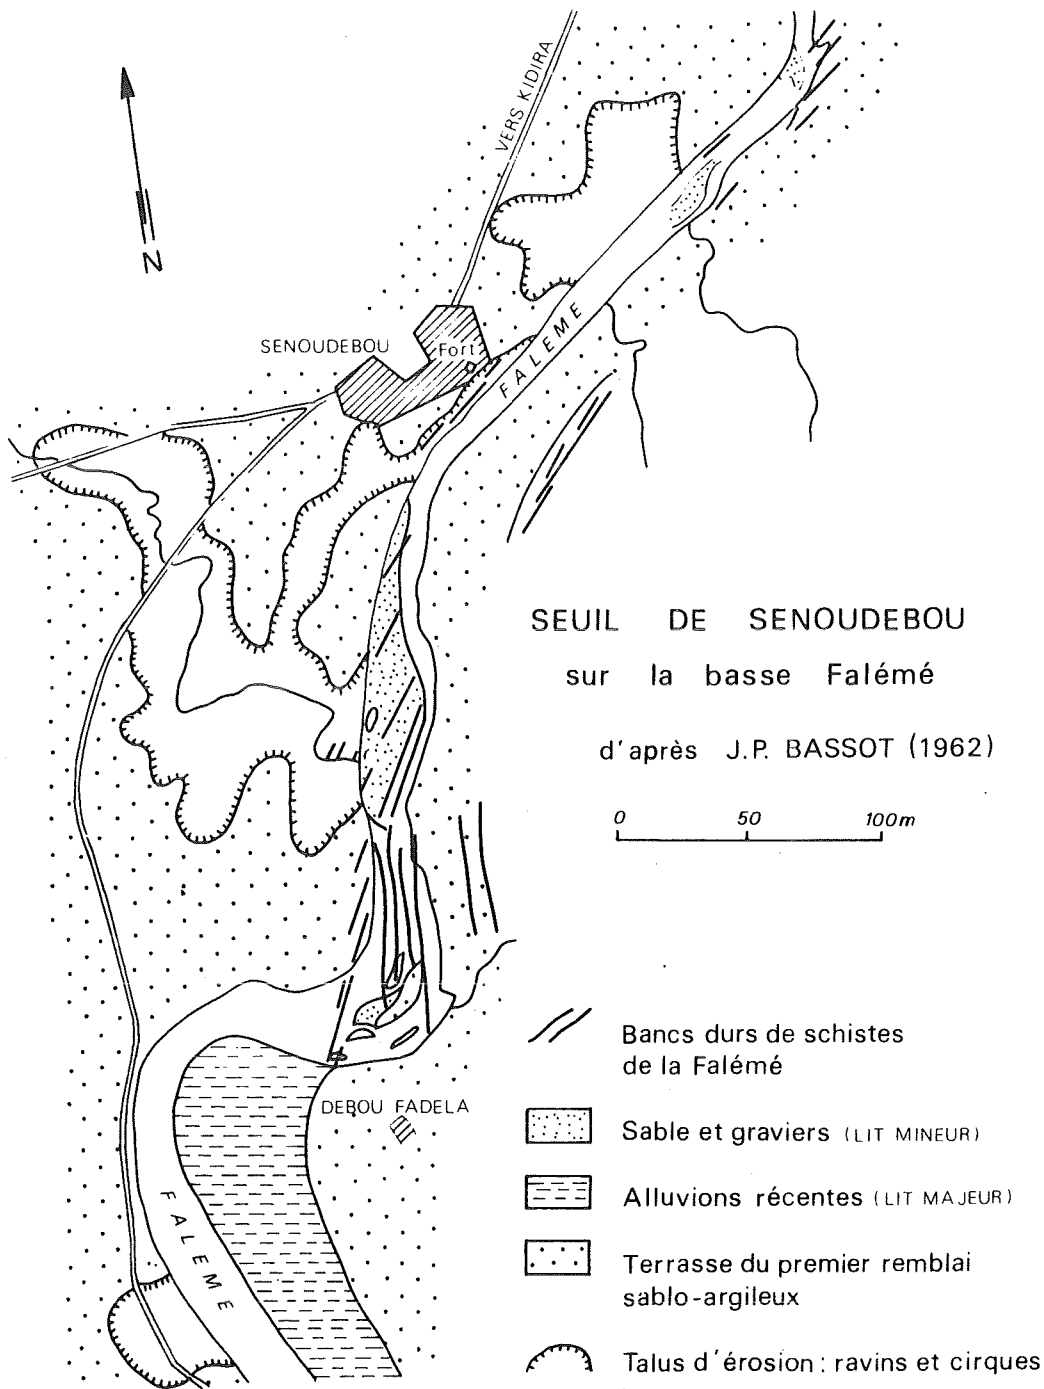 VERS KIDIRA
N
SENOUDEBOU
Fort
FALEME
SEUIL DE SENOUDEBOU
sur la basse Falémé
d'après J.P. BASSOT (1962)
0 50 100m
Bancs durs de schistes
de la Falémé
DEBOU FADELA
Sable et graviers (LIT MINEUR)
Alluvions récentes (LIT MAJEUR)
FALEME
Terrasse du premier remblai
sablo-argileux
Talus d'érosion : ravins et cirques